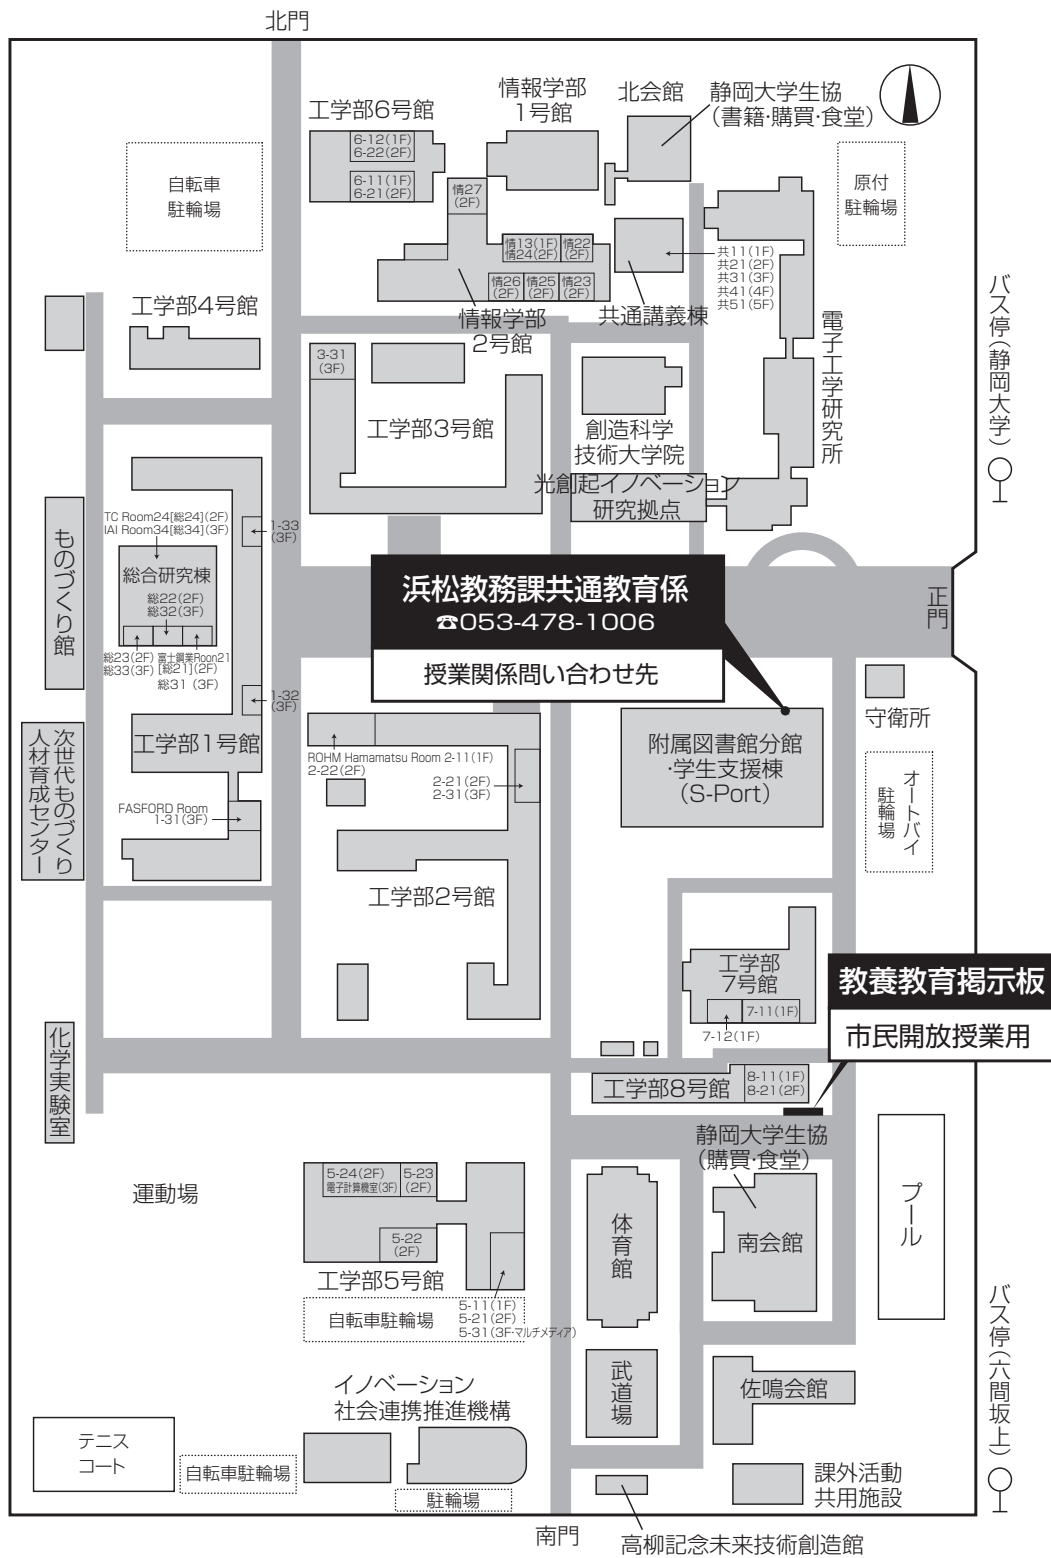 北門
工学部6号館
6-12(1F)
6-22(2F)
6-11(1F)
6-21(2F)
情報学部
1号館
北会館
静岡大学生協
(書籍・購買・食堂)
自転車
駐輪場
原付
駐輪場
情27
(2F)
情13(1F)
情24(2F)
情22
(2F)
情26
(2F)
情25
(2F)
情23
(2F)
情報学部
2号館
共11(1F)
共21(2F)
共31(3F)
共41(4F)
共51(5F)
共通講義棟
バス停(静岡大学)
電子工学研究所
工学部4号館
3-31
(3F)
工学部3号館
創造科学
技術大学院
光創起イノベーション
研究拠点
ものづくり館
TC Room24[総24](2F)
IAI Room34[総34](3F)
総合研究棟
総22(2F)
総32(3F)
総23(2F)
総33(3F)
富士鋼業Roon21
[総21](2F)
総31 (3F)
1-33
(3F)
1-32
(3F)
工学部1号館
浜松教務課共通教育係
☎053-478-1006
授業関係問い合わせ先
正門
守衛所
附属図書館分館
・学生支援棟
(S-Port)
オートバイ
駐輪場
次世代ものづくり
人材育成センター
FASFORD Room
1-31(3F)
ROHM Hamamatsu Room 2-11(1F)
2-22(2F)
2-21(2F)
2-31(3F)
工学部2号館
工学部
7号館
7-11(1F)
7-12(1F)
教養教育掲示板
市民開放授業用
化学実験室
工学部8号館
8-11(1F)
8-21(2F)
静岡大学生協
(購買・食堂)
南会館
プール
体育館
運動場
5-24(2F)
電子計算機室(3F)
5-23
(2F)
5-22
(2F)
工学部5号館
自転車駐輪場
5-11(1F)
5-21(2F)
5-31(3F・マルチメディア)
バス停(六間坂上)
武道場
佐鳴会館
イノベーション
社会連携推進機構
テニス
コート
自転車駐輪場
駐輪場
課外活動
共用施設
南門
高柳記念未来技術創造館